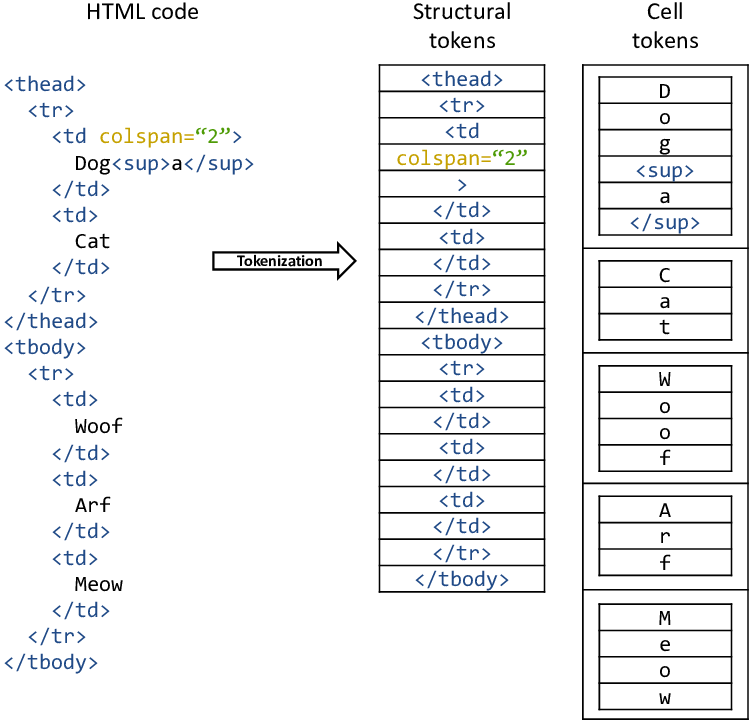 HTML code
<thead>
<tr>
<td colspan=“2”>
Dog<sup>a</sup>
</td>
<td>
Cat
</td>
</tr>
</thead>
<tbody>
<tr>
<td>
Woof
</td>
<td>
Arf
</td>
<td>
Meow
</td>
</tr>
</tbody>
Tokenization
Structural
tokens
<thead>
<tr>
<td
colspan=“2”
>
</td>
<td>
</td>
</tr>
</thead>
<tbody>
<tr>
<td>
</td>
<td>
</td>
<td>
</td>
</tr>
</tbody>
Cell
tokens
D
o
g
<sup>
a
</sup>
C
a
t
W
o
o
f
A
r
f
M
e
o
w